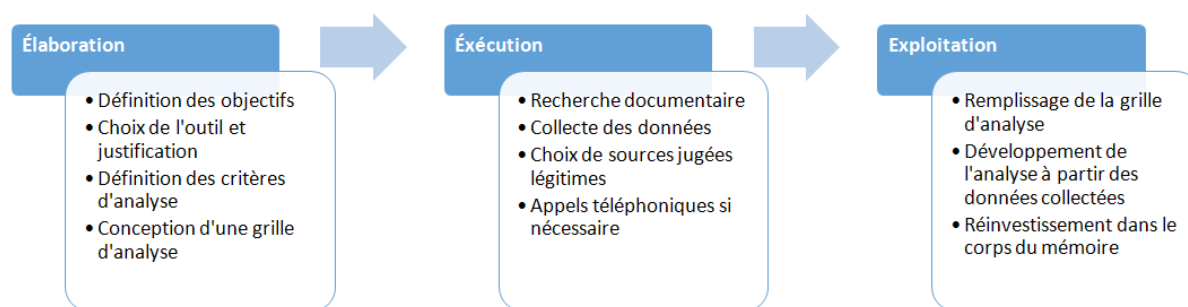 Élaboration
• Définition des objectifs
• Choix de l'outil et
justification
• Définition des critères
d'analyse
• Conception d'une grille
d'analyse
Éxécution
• Recherche documentaire
• Collecte des données
• Choix de sources jugées
légitimes
• Appels téléphoniques si
nécessaire
Exploitation
• Remplissage de la grille
d'analyse
• Développement de
l'analyse à partir des
données collectées
• Réinvestissement dans le
corps du mémoire